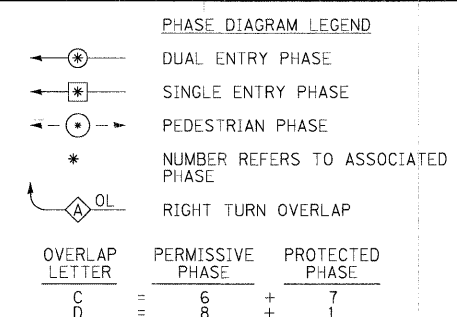 PHASE DIAGRAM LEGEND
* DUAL ENTRY PHASE
* SINGLE ENTRY PHASE
* PEDESTRIAN PHASE
* NUMBER REFERS TO ASSOCIATED
PHASE
A OL RIGHT TURN OVERLAP
OVERLAP PERMISSIVE PROTECTED
LETTER PHASE PHASE
C = 6 + 7
D = 8 + 1